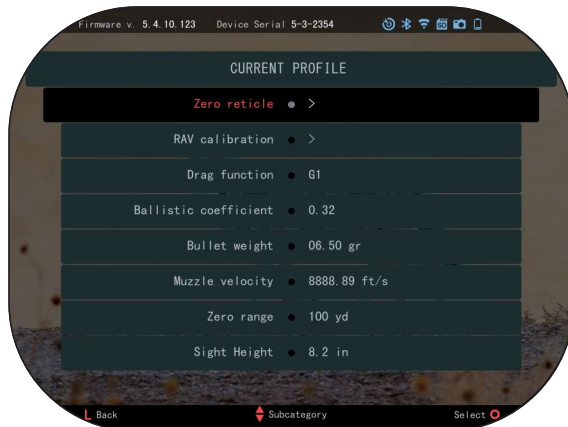 Firmware v. 5.4.10.123 Device Serial 5-3-2354
CURRENT PROFILE
Zero reticle >
RAV calibration >
Drag function G1
Ballistic coefficient 0.32
Bullet weight 06.50 gr
Muzzle velocity 8888.89 ft/s
Zero range 100 yd
Sight Height 8.2 in
L Back Subcategory Select